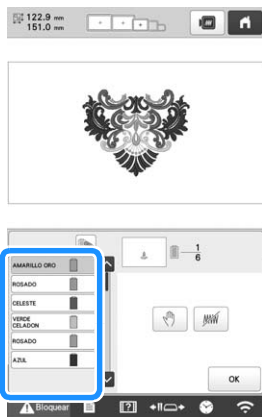 122.9 mm
151.0 mm
AMARILLO ORO
1
6
ROSADO
CELESTE
VERDE
CELADON
ROSADO
AZUL
OK
Bloquear
[?]